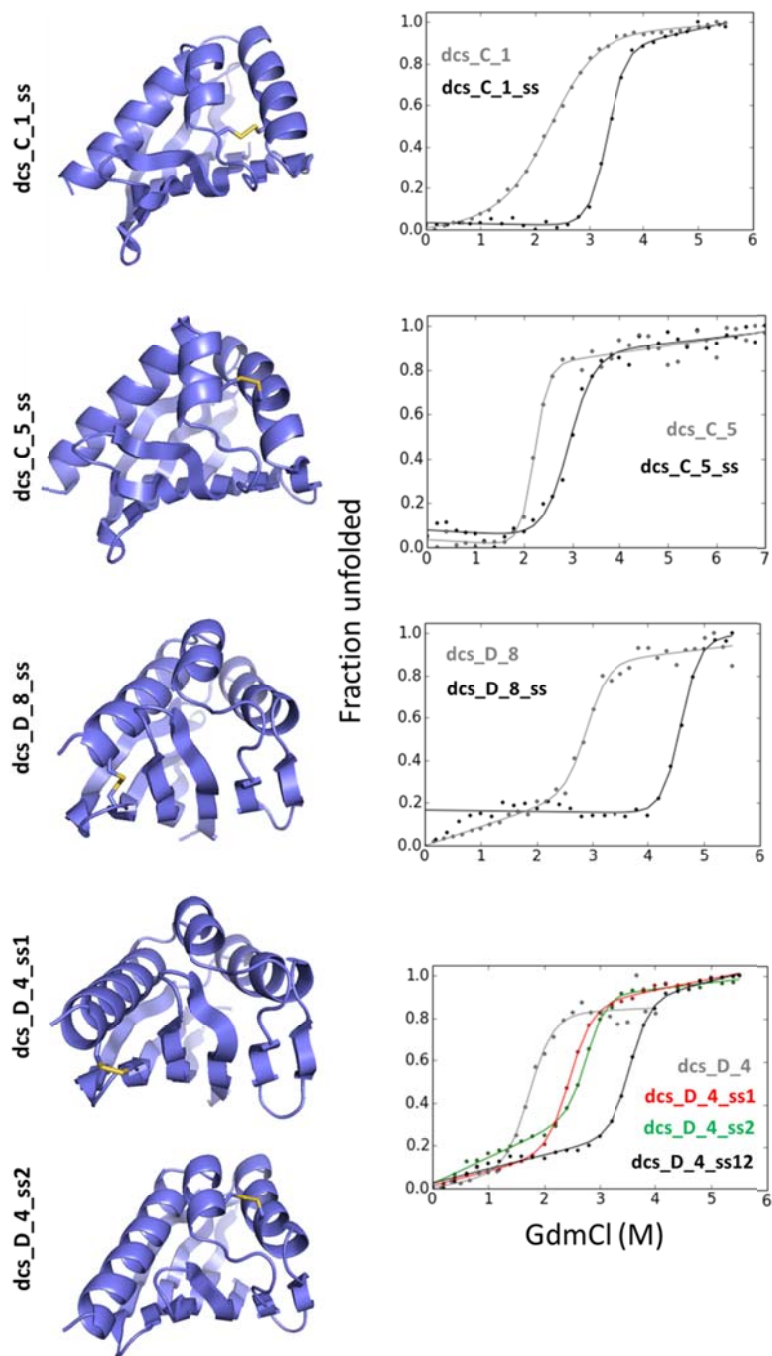 dcs_C_1_ss
1.0
0.8
0.6
0.4
0.2
0.0
0 1 2 3 4 5 6
dcs_C_1
dcs_C_1_ss
dcs_C_5_ss
1.0
0.8
0.6
0.4
0.2
0.0
0 1 2 3 4 5 6 7
dcs_C_5
dcs_C_5_ss
Fraction unfolded
dcs_D_8_ss
1.0
0.8
0.6
0.4
0.2
0.0
0 1 2 3 4 5 6
dcs_D_8
dcs_D_8_ss
dcs_D_4_ss1
1.0
0.8
0.6
0.4
0.2
0.0
0 1 2 3 4 5 6
dcs_D_4
dcs_D_4_ss1
dcs_D_4_ss2
dcs_D_4_ss12
GdmCl (M)
dcs_D_4_ss2